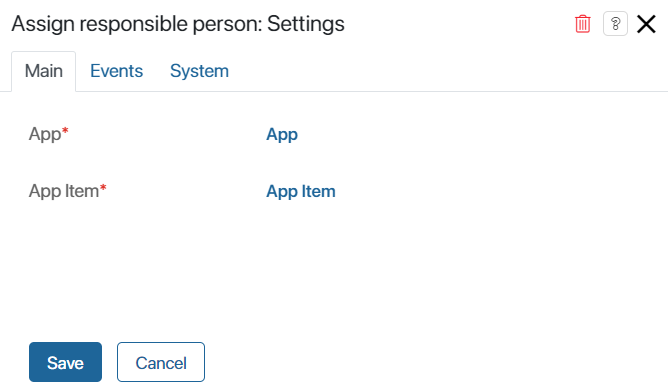 Assign responsible person: Settings
?
Main Events System
App* App
App Item* App Item
Save Cancel